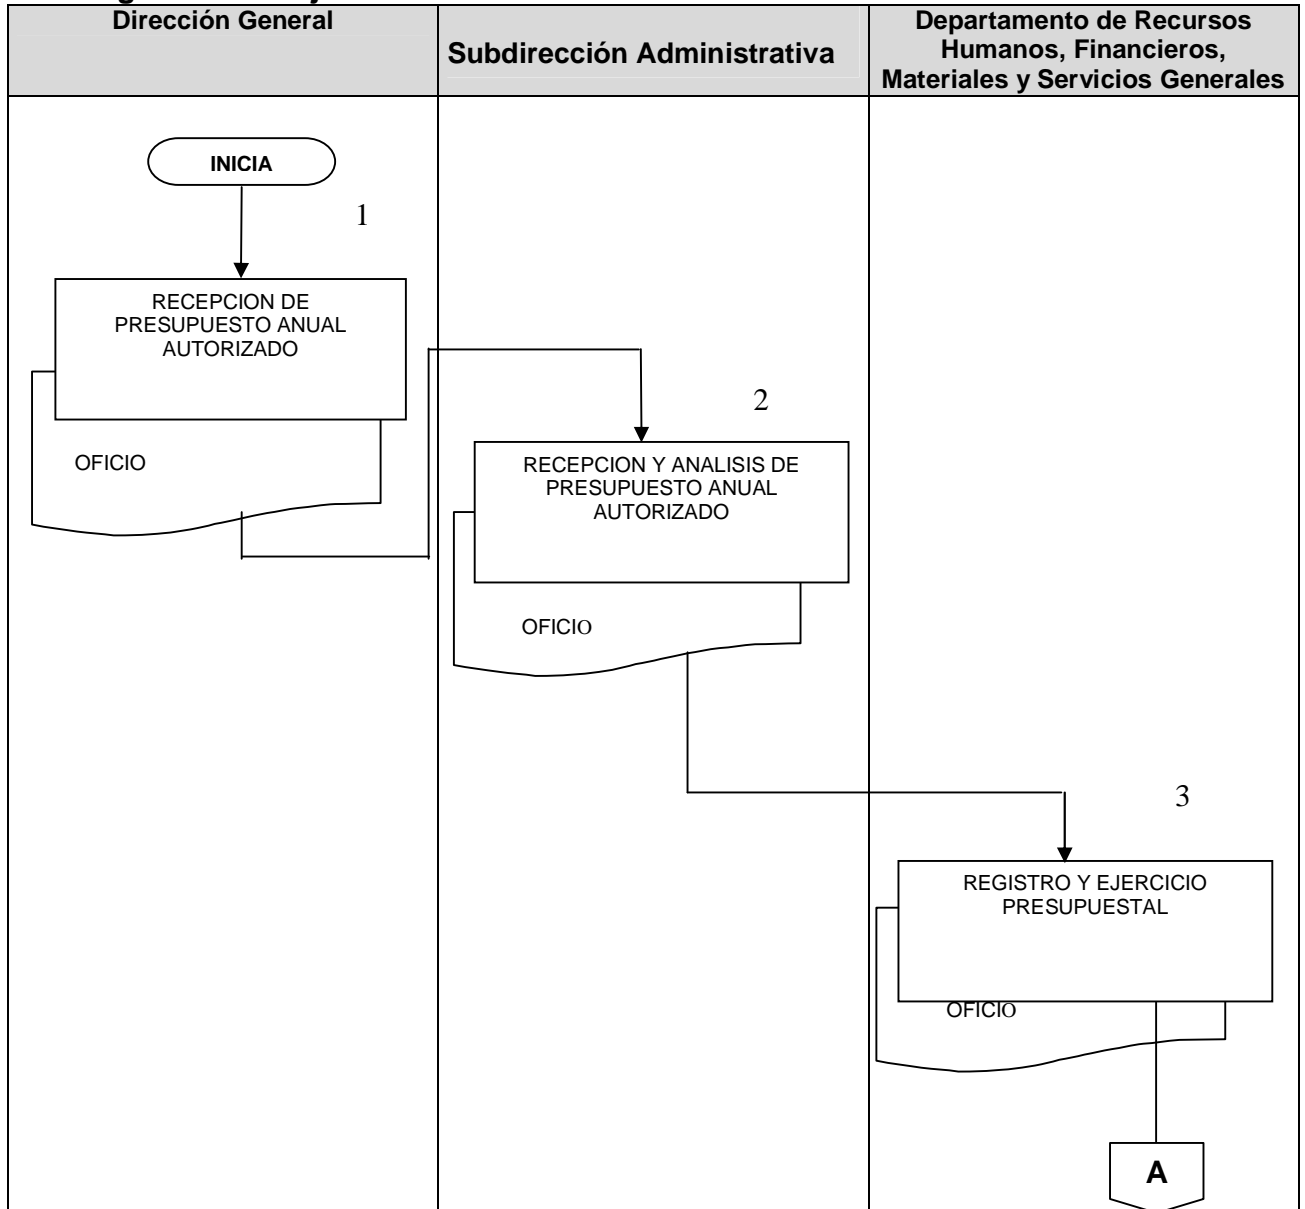 Dirección General
Subdirección Administrativa
Departamento de Recursos
Humanos, Financieros,
Materiales y Servicios Generales
INICIA
1
RECEPCION DE
PRESUPUESTO ANUAL
AUTORIZADO
OFICIO
2
RECEPCION Y ANALISIS DE
PRESUPUESTO ANUAL
AUTORIZADO
OFICIO
3
REGISTRO Y EJERCICIO
PRESUPUESTAL
OFICIO
A